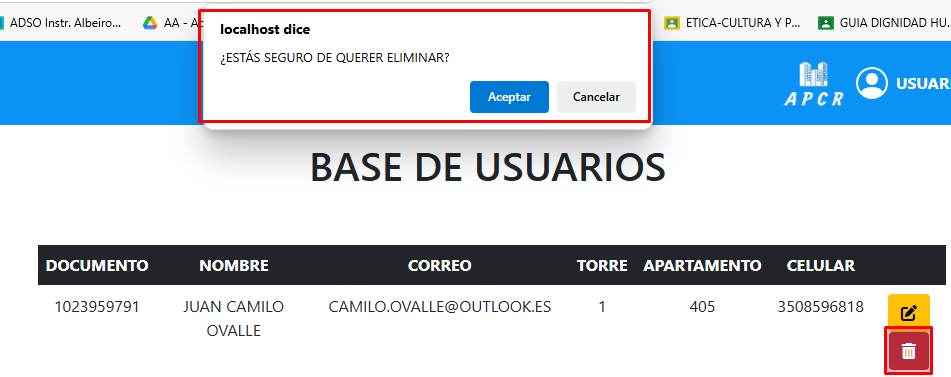 ADSO Instr. Albeiro...
AA - A
ETICA-CULTURA Y P...
GUIA DIGNIDAD HU...
localhost dice
¿ESTÁS SEGURO DE QUERER ELIMINAR?
Aceptar Cancelar
APCR
USUAR
BASE DE USUARIOS
DOCUMENTO NOMBRE CORREO TORRE APARTAMENTO CELULAR
1023959791 JUAN CAMILO CAMILO.OVALLE@OUTLOOK.ES 1 405 3508596818
OVALLE